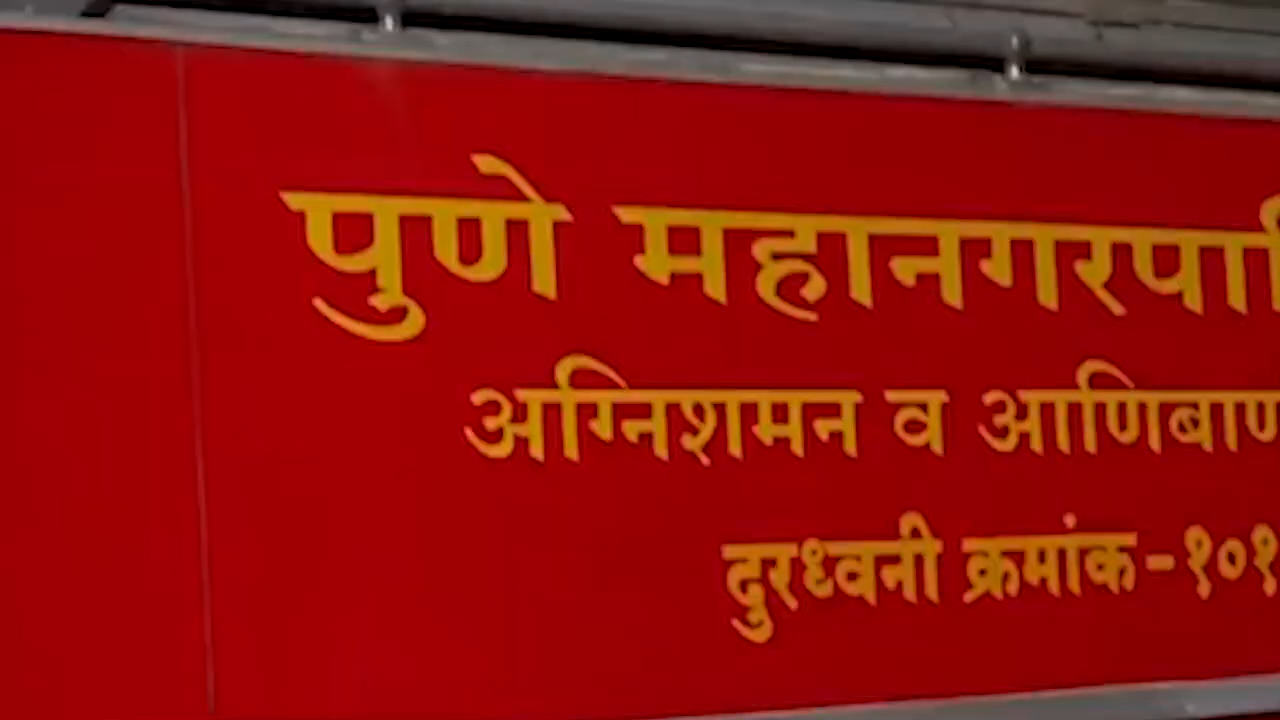 पुणे महानगरपा
अग्निशमन व आणिबाण
दुरध्वनी क्रमांक-१०१